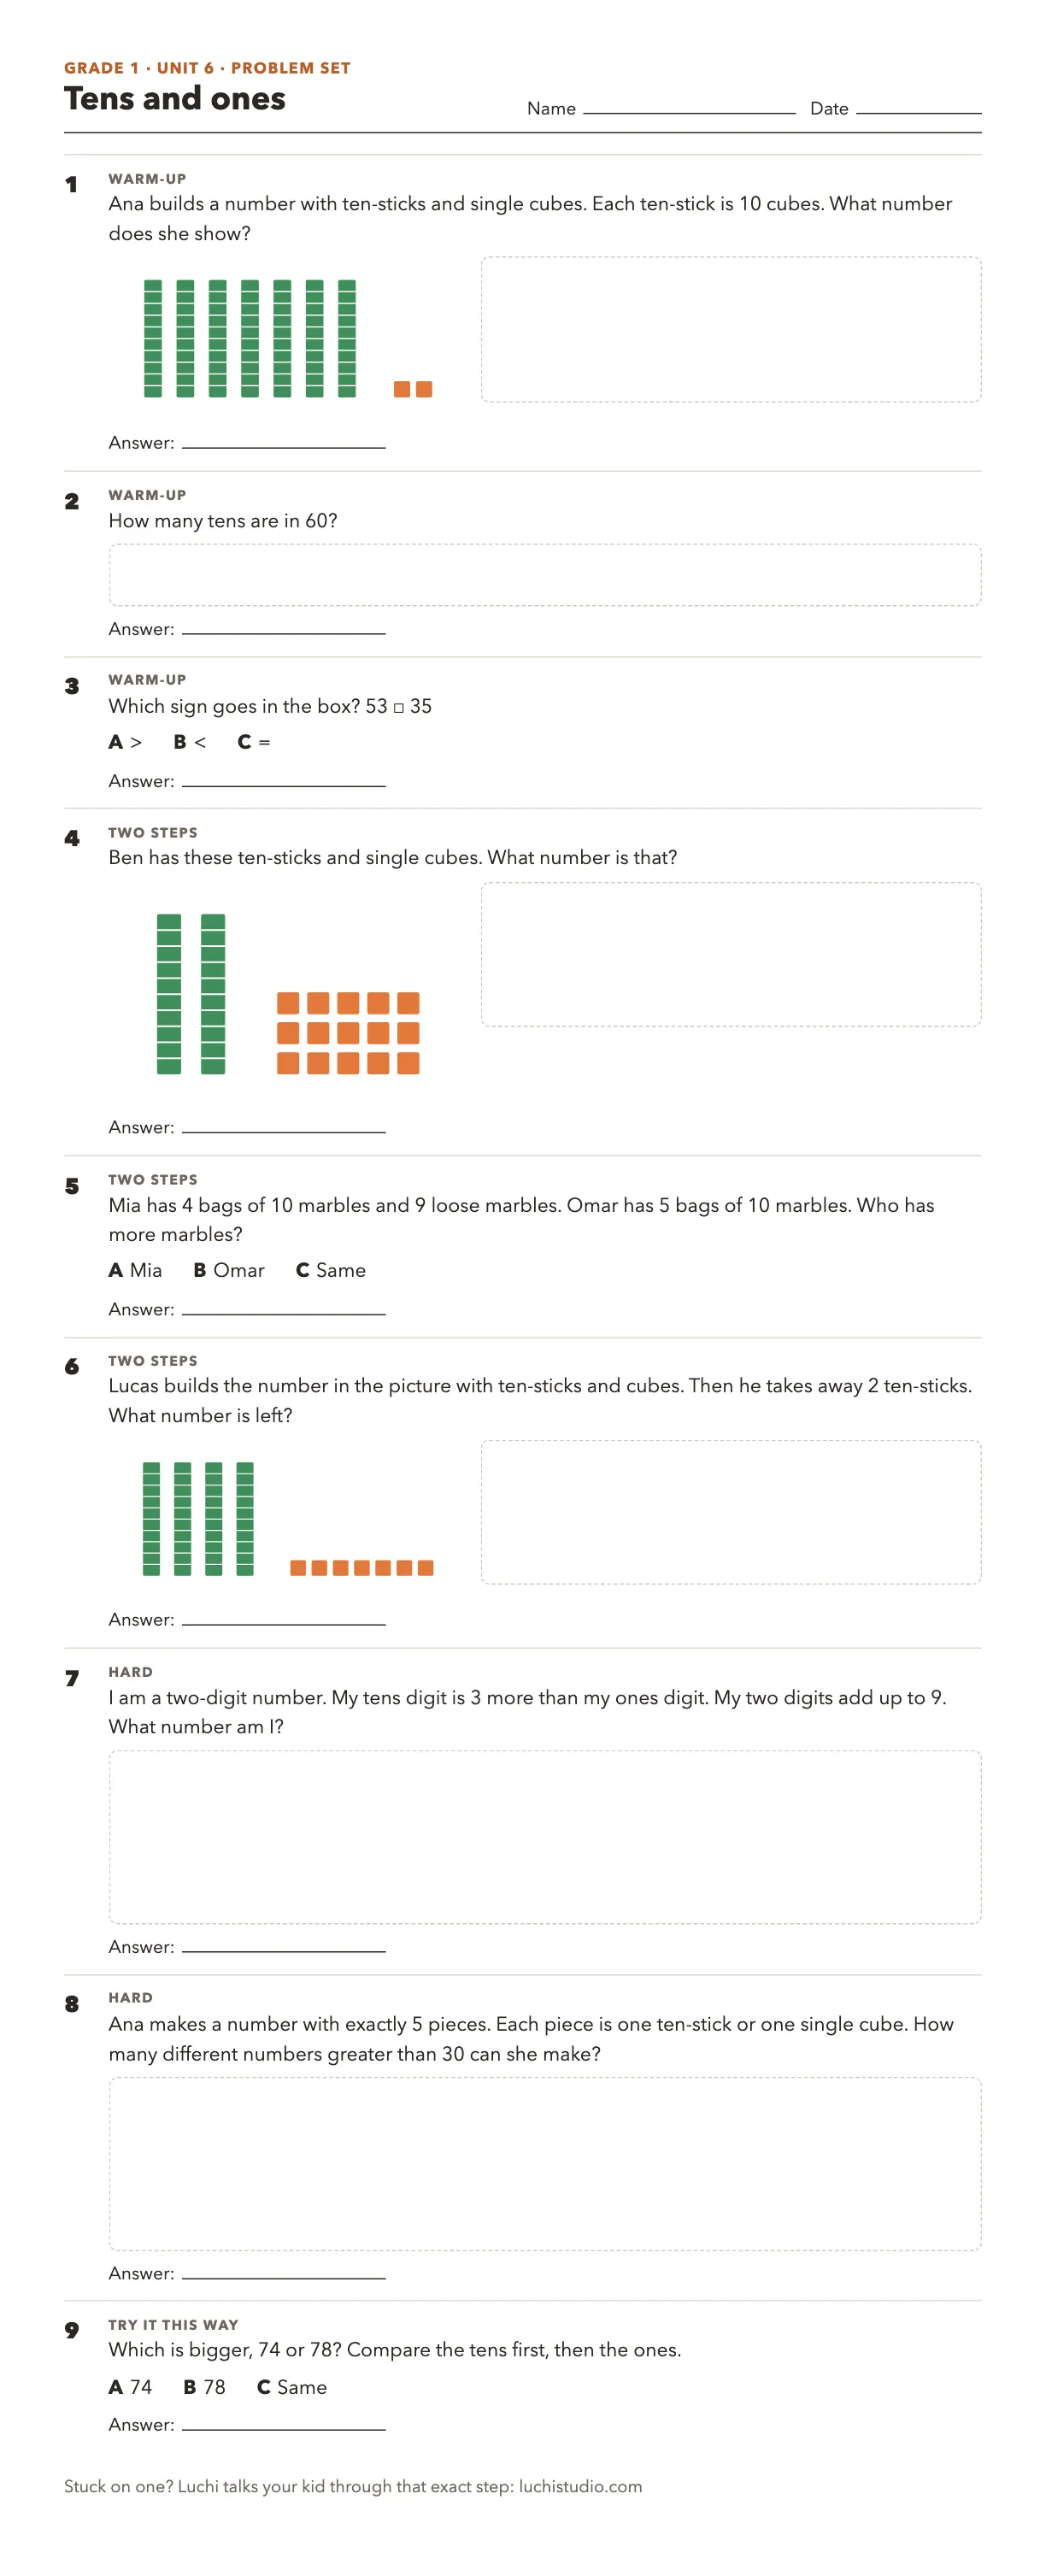 GRADE 1 · UNIT 6 · PROBLEM SET
Tens and ones
Name Date
1 WARM-UP
Ana builds a number with ten-sticks and single cubes. Each ten-stick is 10 cubes. What number
does she show?
Answer:
2 WARM-UP
How many tens are in 60?
Answer:
3 WARM-UP
Which sign goes in the box? 53 □ 35
A > B < C =
Answer:
4 TWO STEPS
Ben has these ten-sticks and single cubes. What number is that?
Answer:
5 TWO STEPS
Mia has 4 bags of 10 marbles and 9 loose marbles. Omar has 5 bags of 10 marbles. Who has
more marbles?
A Mia B Omar C Same
Answer:
6 TWO STEPS
Lucas builds the number in the picture with ten-sticks and cubes. Then he takes away 2 ten-sticks.
What number is left?
Answer:
7 HARD
I am a two-digit number. My tens digit is 3 more than my ones digit. My two digits add up to 9.
What number am I?
Answer:
8 HARD
Ana makes a number with exactly 5 pieces. Each piece is one ten-stick or one single cube. How
many different numbers greater than 30 can she make?
Answer:
9 TRY IT THIS WAY
Which is bigger, 74 or 78? Compare the tens first, then the ones.
A 74 B 78 C Same
Answer:
Stuck on one? Luchi talks your kid through that exact step: luchistudio.com